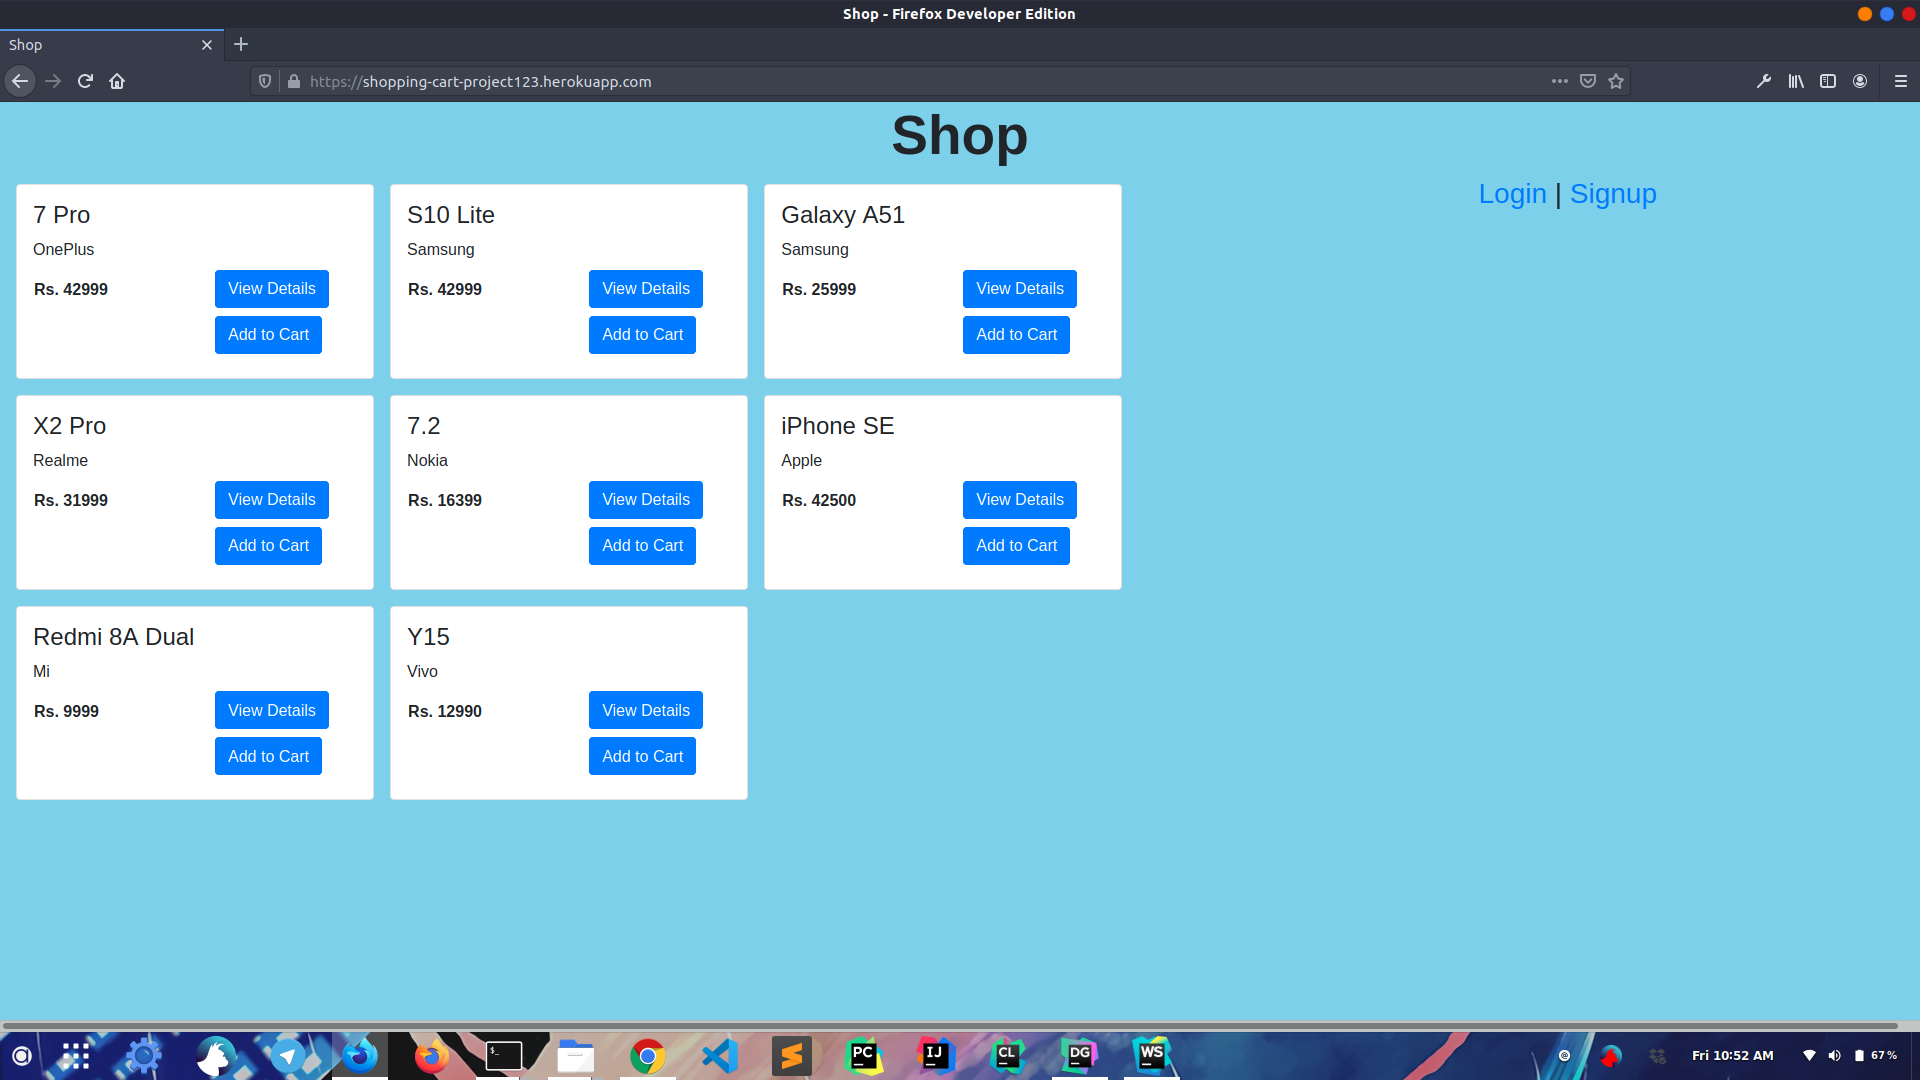 Shop - Firefox Developer Edition
Shop
https://shopping-cart-project123.herokuapp.com
Shop
Login | Signup
7 Pro
OnePlus
Rs. 42999
View Details
Add to Cart
S10 Lite
Samsung
Rs. 42999
View Details
Add to Cart
Galaxy A51
Samsung
Rs. 25999
View Details
Add to Cart
X2 Pro
Realme
Rs. 31999
View Details
Add to Cart
7.2
Nokia
Rs. 16399
View Details
Add to Cart
iPhone SE
Apple
Rs. 42500
View Details
Add to Cart
Redmi 8A Dual
Mi
Rs. 9999
View Details
Add to Cart
Y15
Vivo
Rs. 12990
View Details
Add to Cart
$_
PC
IJ
CL
DG
WS
Fri 10:52 AM
67 %